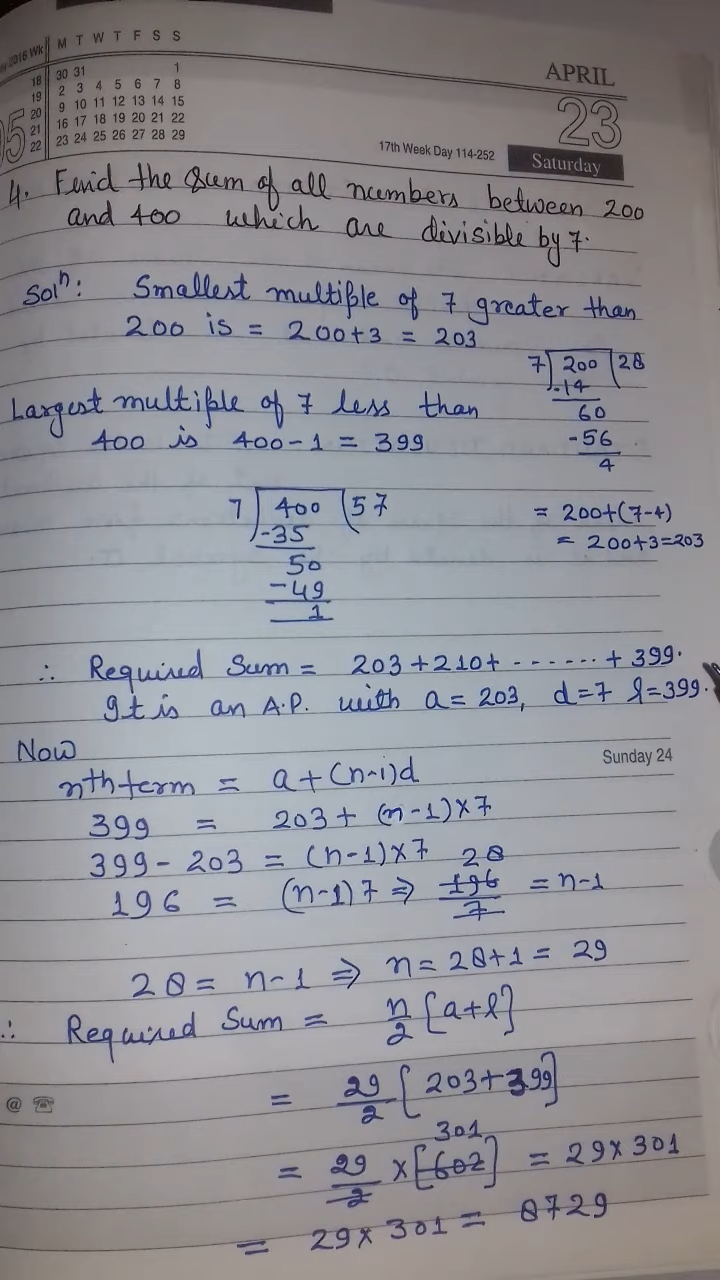 2016 Wk M T W T F S S
18 30 31 1
19 2 3 4 5 6 7 8
20 9 10 11 12 13 14 15
21 16 17 18 19 20 21 22
22 23 24 25 26 27 28 29
05
APRIL
23
17th Week Day 114-252
Saturday
4. Find the Sum of all numbers between 200
and 400 which are divisible by 7.
Solⁿ: Smallest multiple of 7 greater than
200 is = 200+3 = 203
7) 200 (28
-14
60
-56
4
= 200+(7-4)
= 200+3=203
Largest multiple of 7 less than
400 is 400-1 = 399
7) 400 (57
-35
50
-49
1
∴ Required Sum = 203+210+ ------- + 399.
It is an A.P. with a= 203, d=7 l=399.
Now
Sunday 24
nth term = a+(n-1)d
399 = 203+ (n-1)×7
399- 203 = (n-1)×7
28
196 = (n-1)7 ⇒ 196/7 = n-1
28 = n-1 ⇒ n= 28+1 = 29
∴ Required Sum = n/2 [a+l]
@ ☎ = 29/2 [203+399]
301
= 29/2 ×[602] = 29×301
= 29×301 = 8729